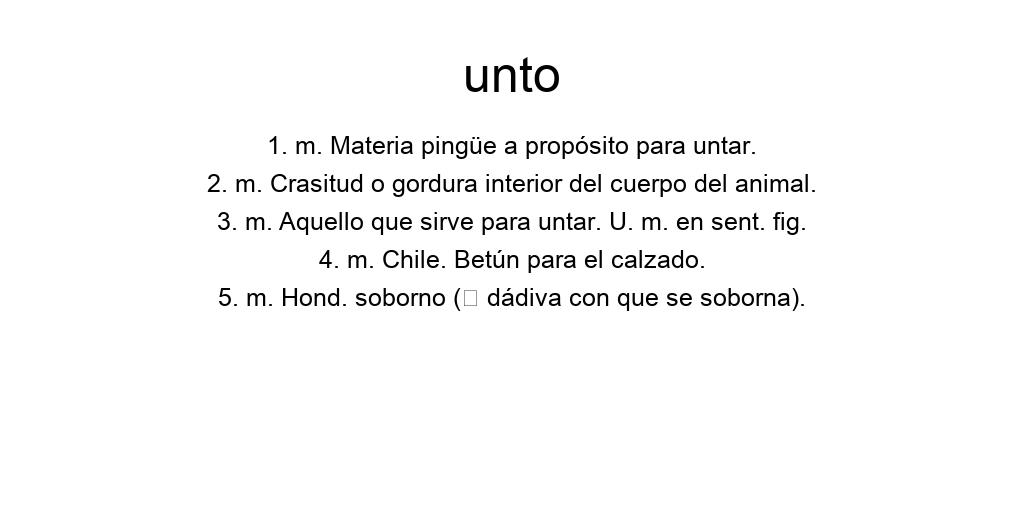 unto
1. m. Materia pingüe a propósito para untar.
2. m. Crasitud o gordura interior del cuerpo del animal.
3. m. Aquello que sirve para untar. U. m. en sent. fig.
4. m. Chile. Betún para el calzado.
5. m. Hond. soborno (□ dádiva con que se soborna).